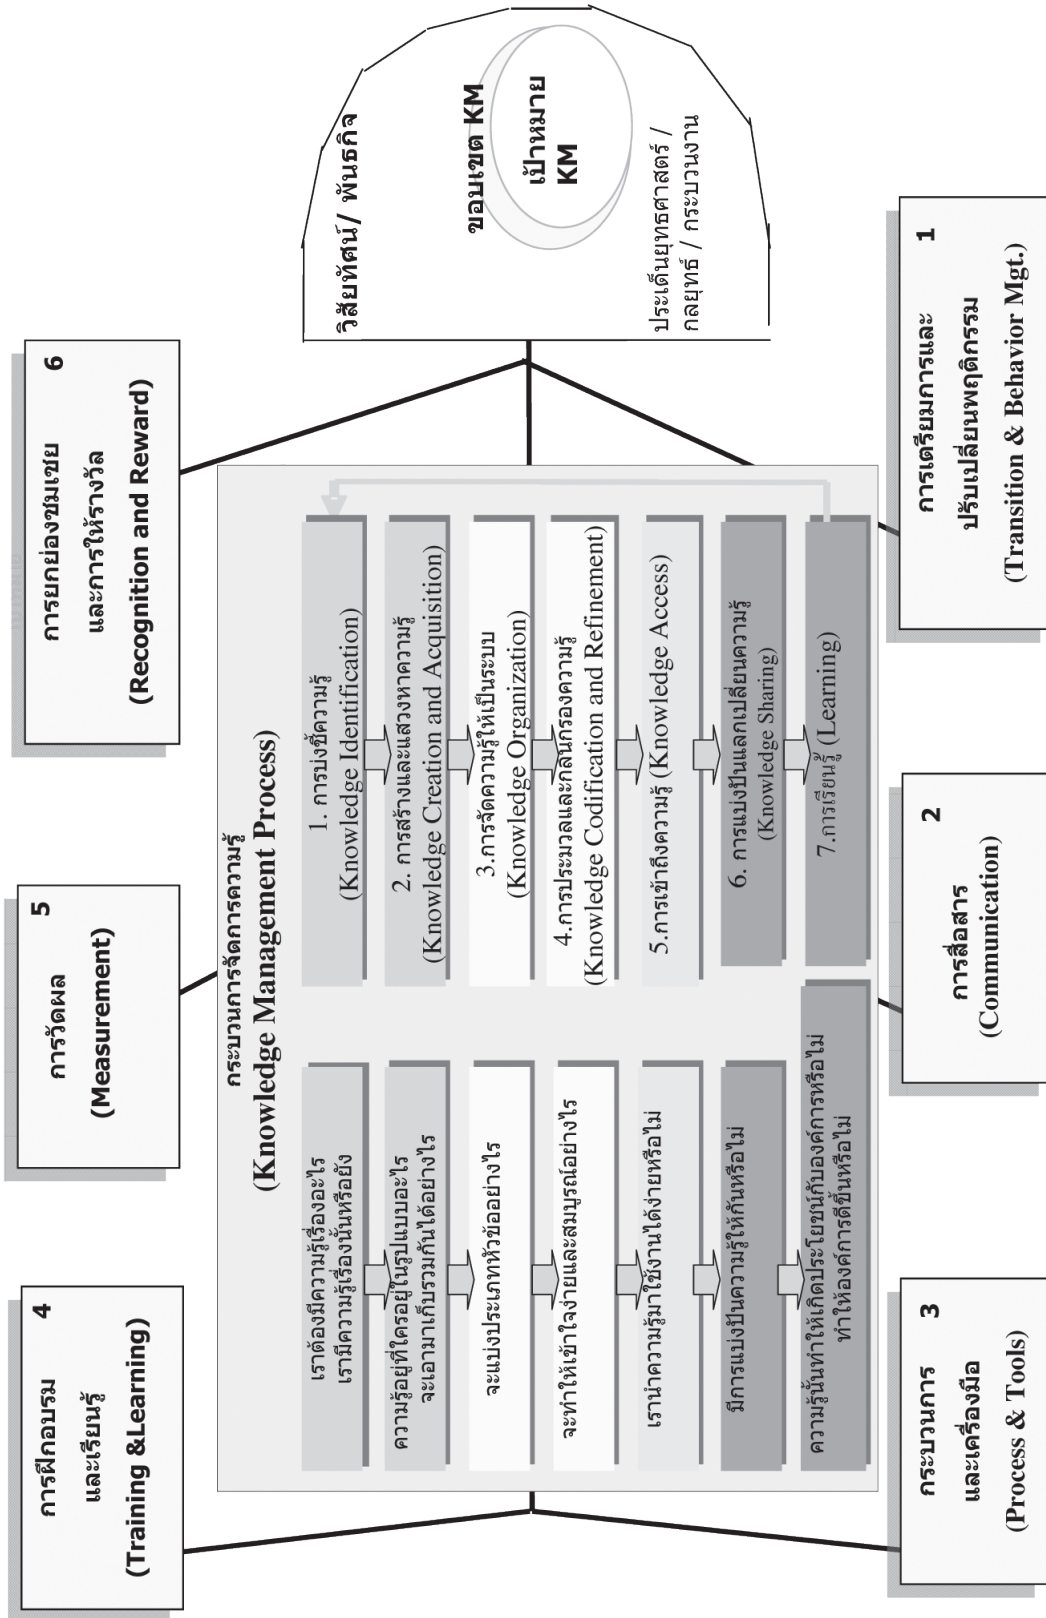 4
การฝึกอบรม
และเรียนรู้
(Training &Learning)
5
การวัดผล
(Measurement)
6
การยกย่องชมเชย
และการให้รางวัล
(Recognition and Reward)
กระบวนการจัดการความรู้
(Knowledge Management Process)
เราต้องมีความรู้เรื่องอะไร
เรามีความรู้เรื่องนั้นหรือยัง
ความรู้อยู่ที่ใครอยู่ในรูปแบบอะไร
จะเอามาเก็บรวมกันได้อย่างไร
จะแบ่งประเภทหัวข้ออย่างไร
จะทำให้เข้าใจง่ายและสมบูรณ์อย่างไร
เรานำความรู้มาใช้งานได้ง่ายหรือไม่
มีการแบ่งปันความรู้ให้กันหรือไม่
ความรู้นั้นทำให้เกิดประโยชน์กับองค์การหรือไม่
ทำให้องค์การดีขึ้นหรือไม่
1. การบ่งชี้ความรู้
(Knowledge Identification)
2. การสร้างและแสวงหาความรู้
(Knowledge Creation and Acquisition)
3.การจัดความรู้ให้เป็นระบบ
(Knowledge Organization)
4.การประมวลและกลั่นกรองความรู้
(Knowledge Codification and Refinement)
5.การเข้าถึงความรู้ (Knowledge Access)
6. การแบ่งปันแลกเปลี่ยนความรู้
(Knowledge Sharing)
7.การเรียนรู้ (Learning)
วิสัยทัศน์/ พันธกิจ
ขอบเขต KM
เป้าหมาย
KM
ประเด็นยุทธศาสตร์ /
กลยุทธ์ / กระบวนงาน
3
กระบวนการ
และเครื่องมือ
(Process & Tools)
2
การสื่อสาร
(Communication)
1
การเตรียมการและ
ปรับเปลี่ยนพฤติกรรม
(Transition & Behavior Mgt.)